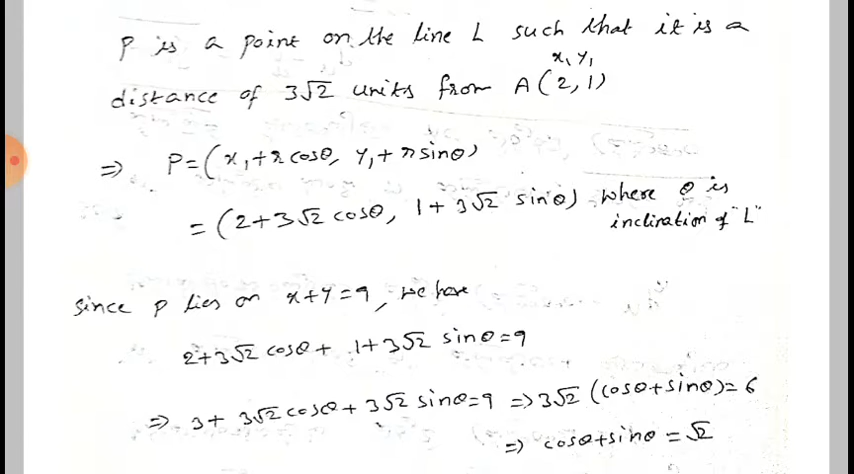 P is a point on the line L such that it is a
x₁ y₁
distance of 3√2 units from A(2,1)
⇒ P=(x₁+r cosθ, y₁+r sinθ)
=(2+3√2 cosθ, 1+3√2 sinθ) where θ is
inclination of "L"
since P lies on x+y=9, we have
2+3√2 cosθ + 1+3√2 sinθ=9
⇒ 3+ 3√2 cosθ+ 3√2 sinθ=9 ⇒ 3√2 (cosθ+sinθ)= 6
⇒ cosθ+sinθ = √2